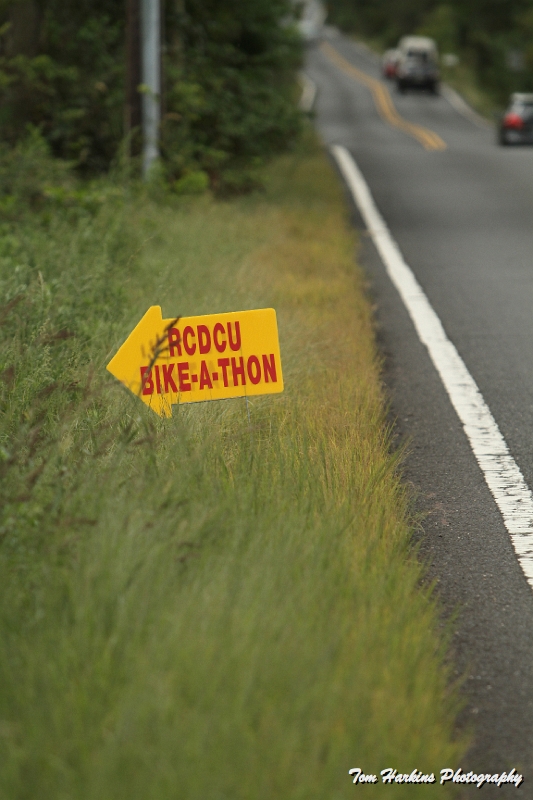 RCDCU
BIKE-A-THON
Tom Harkins Photography